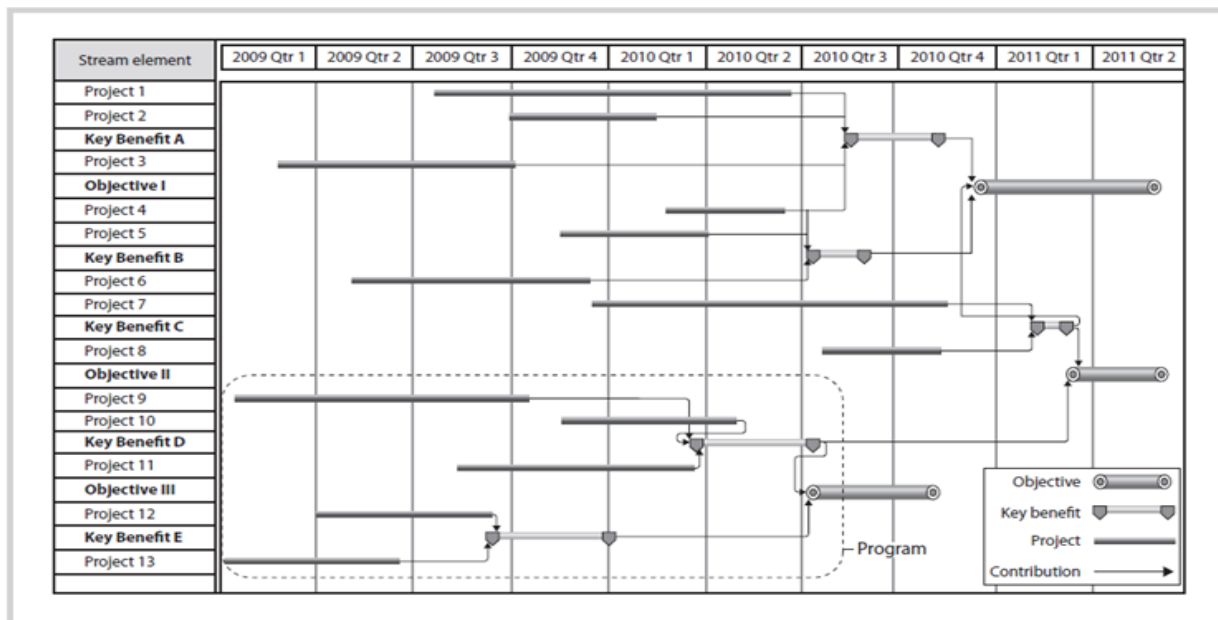 Stream element 2009 Qtr 1 2009 Qtr 2 2009 Qtr 3 2009 Qtr 4 2010 Qtr 1 2010 Qtr 2 2010 Qtr 3 2010 Qtr 4 2011 Qtr 1 2011 Qtr 2
Project 1
Project 2
Key Benefit A
Project 3
Objective I
Project 4
Project 5
Key Benefit B
Project 6
Project 7
Key Benefit C
Project 8
Objective II
Project 9
Project 10
Key Benefit D
Project 11
Objective III
Project 12
Key Benefit E
Project 13
Program
Objective
Key benefit
Project
Contribution